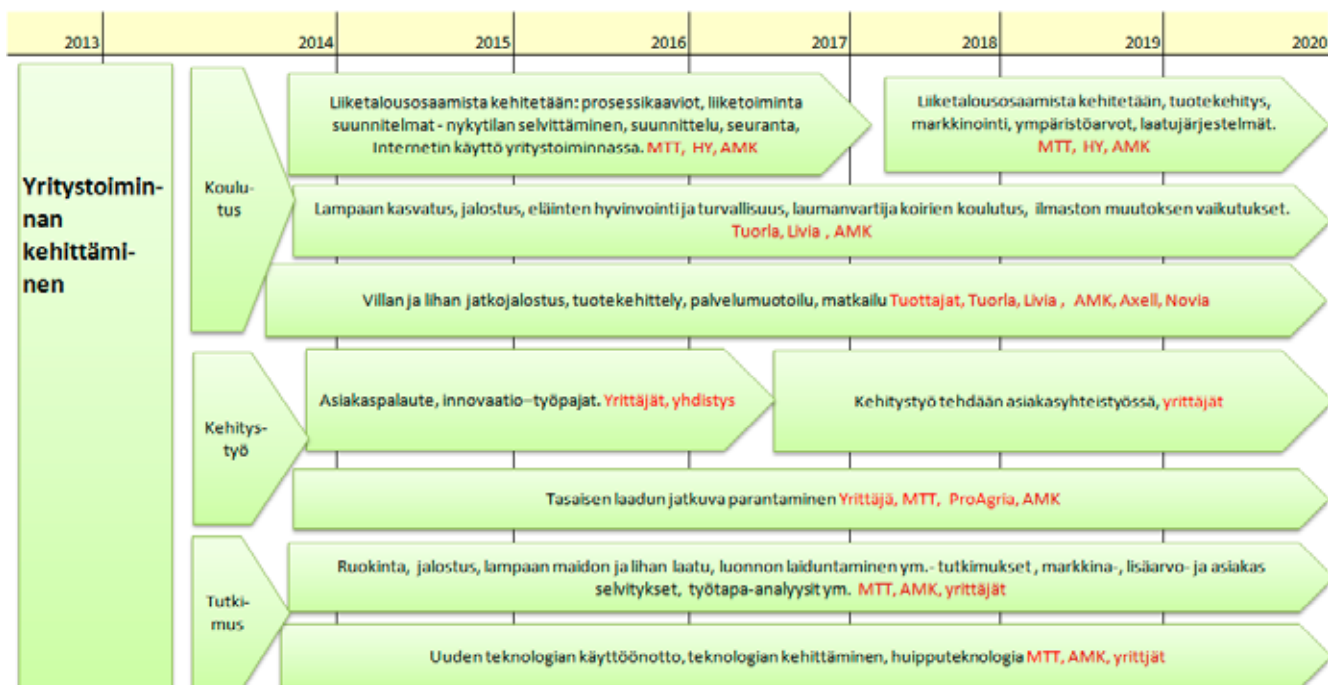 2013 2014 2015 2016 2017 2018 2019 2020
Yritystoimin-
nan
kehittämi-
nen
Koulu-
tus
Liiketalousosaamista kehitetään: prosessikaaviot, liiketoiminta
suunnitelmat - nykytilan selvittäminen, suunnittelu, seuranta,
Internetin käyttö yritystoiminnassa. MTT, HY, AMK
Liiketalousosaamista kehitetään, tuotekehitys,
markkinointi, ympäristöarvot, laatujärjestelmät.
MTT, HY, AMK
Lampaan kasvatus, jalostus, eläinten hyvinvointi ja turvallisuus, laumanvartija koirien koulutus, ilmaston muutoksen vaikutukset.
Tuorla, Livia , AMK
Villan ja lihan jatkojalostus, tuotekehittely, palvelumuotoilu, matkailu Tuottajat, Tuorla, Livia , AMK, Axell, Novia
Kehitys-
työ
Asiakaspalaute, innovaatio–työpajat. Yrittäjät, yhdistys
Kehitystyö tehdään asiakasyhteistyössä, yrittäjät
Tasaisen laadun jatkuva parantaminen Yrittäjä, MTT, ProAgria, AMK
Tutki-
mus
Ruokinta, jalostus, lampaan maidon ja lihan laatu, luonnon laiduntaminen ym.- tutkimukset , markkina-, lisäarvo- ja asiakas
selvitykset, työtapa-analyysit ym. MTT, AMK, yrittäjät
Uuden teknologian käyttöönotto, teknologian kehittäminen, huipputeknologia MTT, AMK, yrittjät